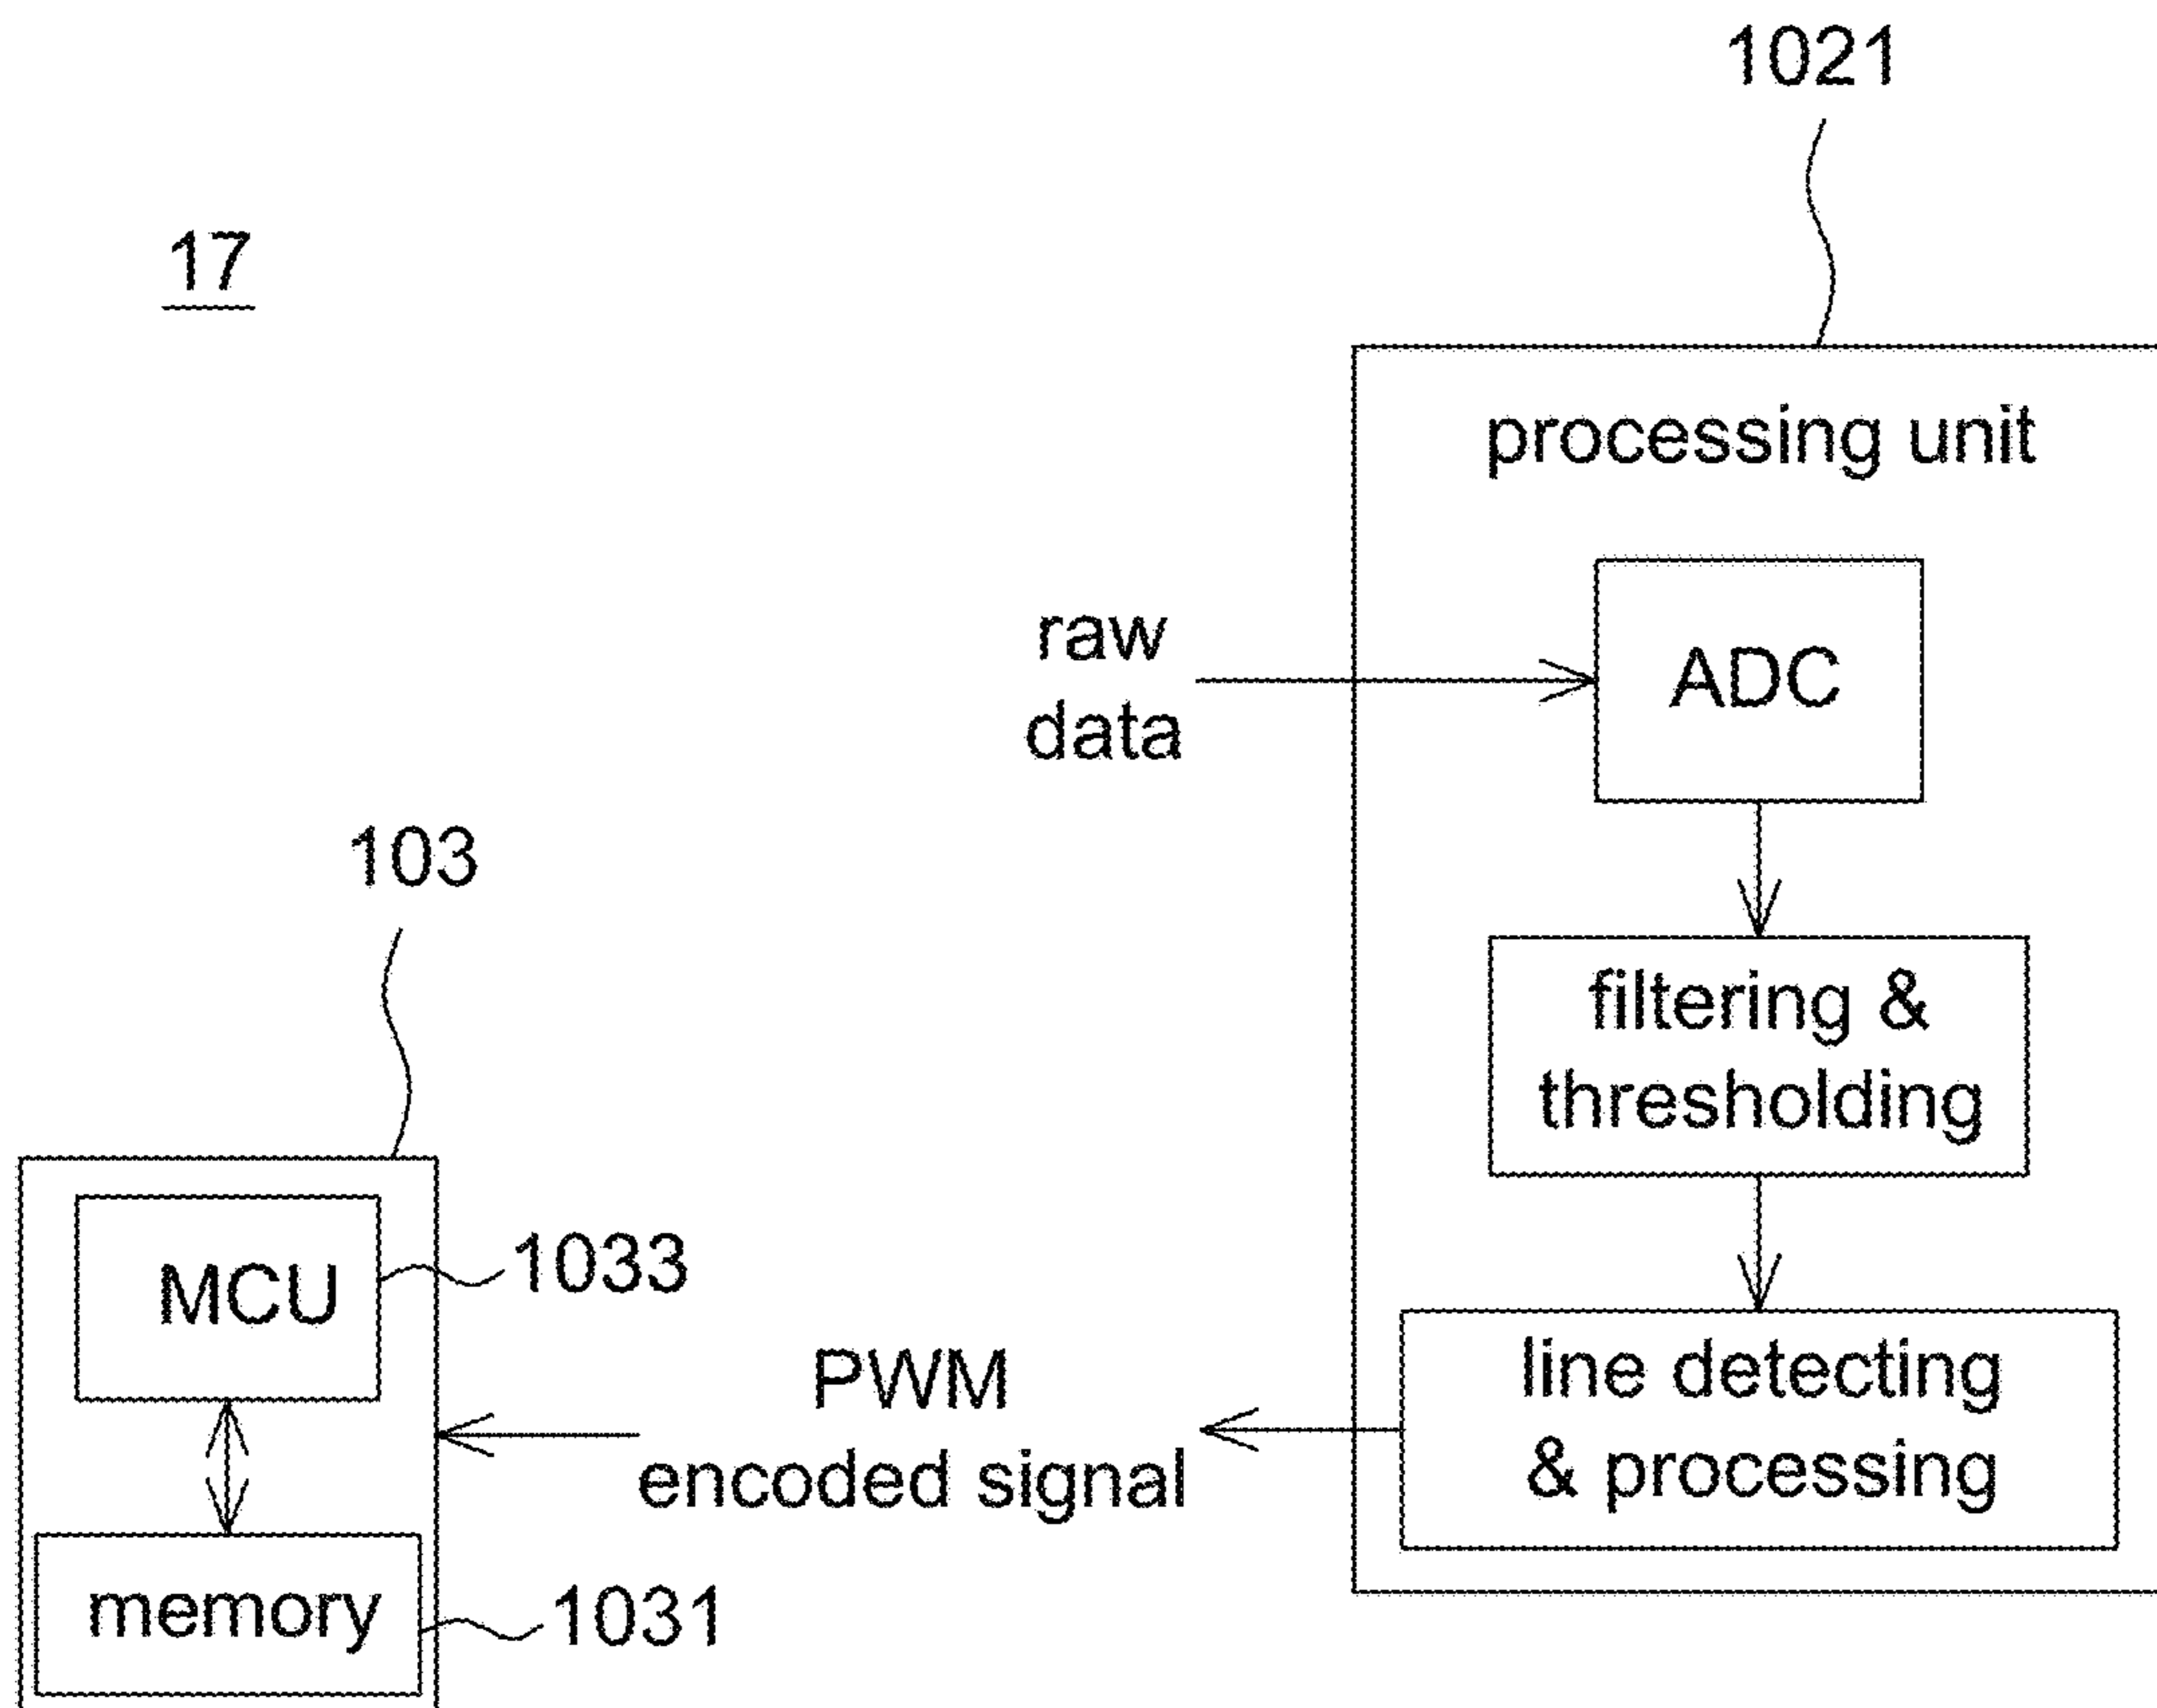 1021
17
processing unit
raw
data
ADC
103
filtering &
thresholding
MCU
1033
PWM
encoded signal
line detecting
& processing
memory
1031